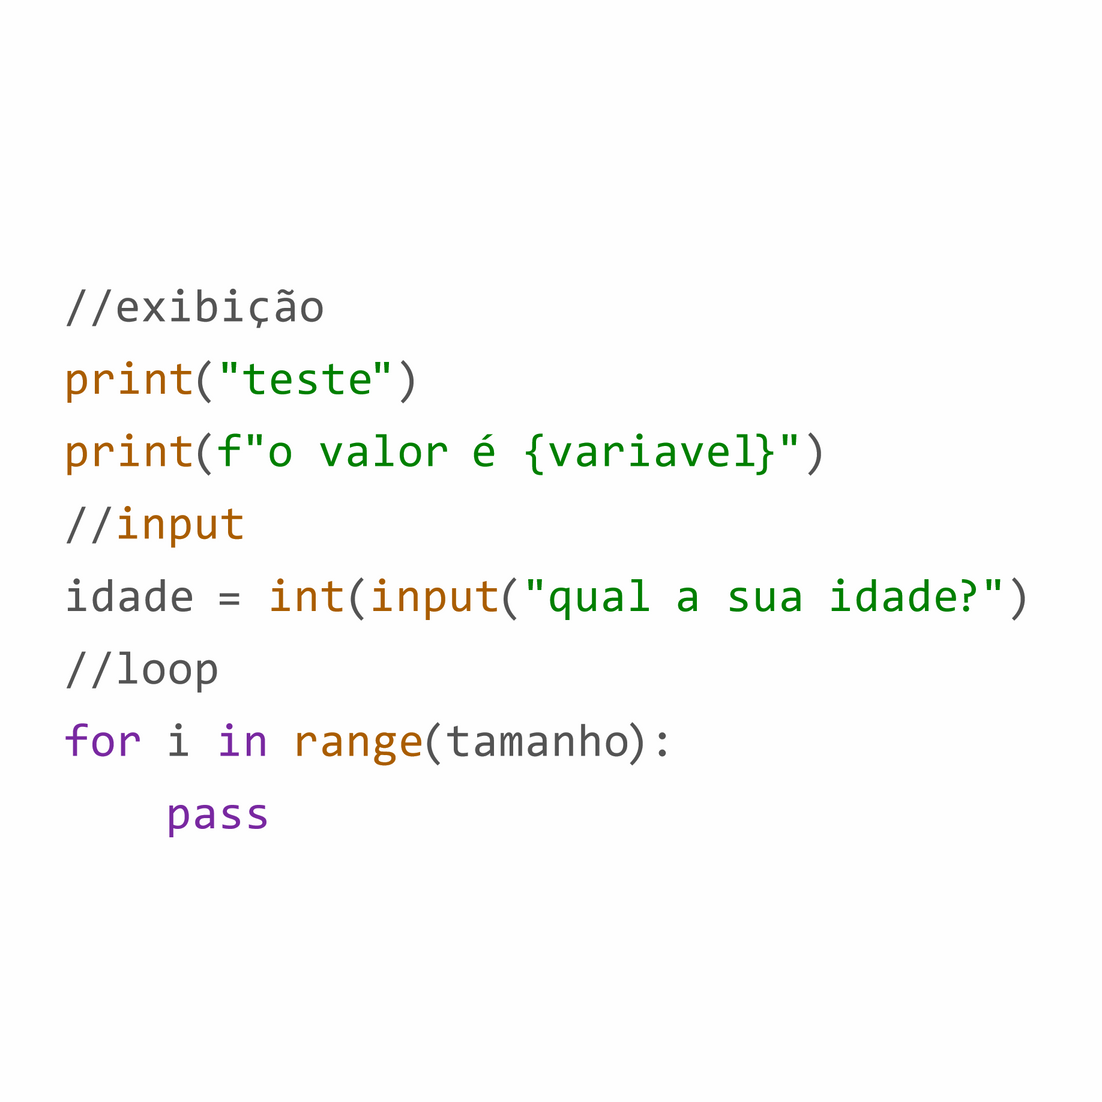 //exibição
print("teste")
print(f"o valor é {variavel}")
//input
idade = int(input("qual a sua idade?")
//loop
for i in range(tamanho):
    pass